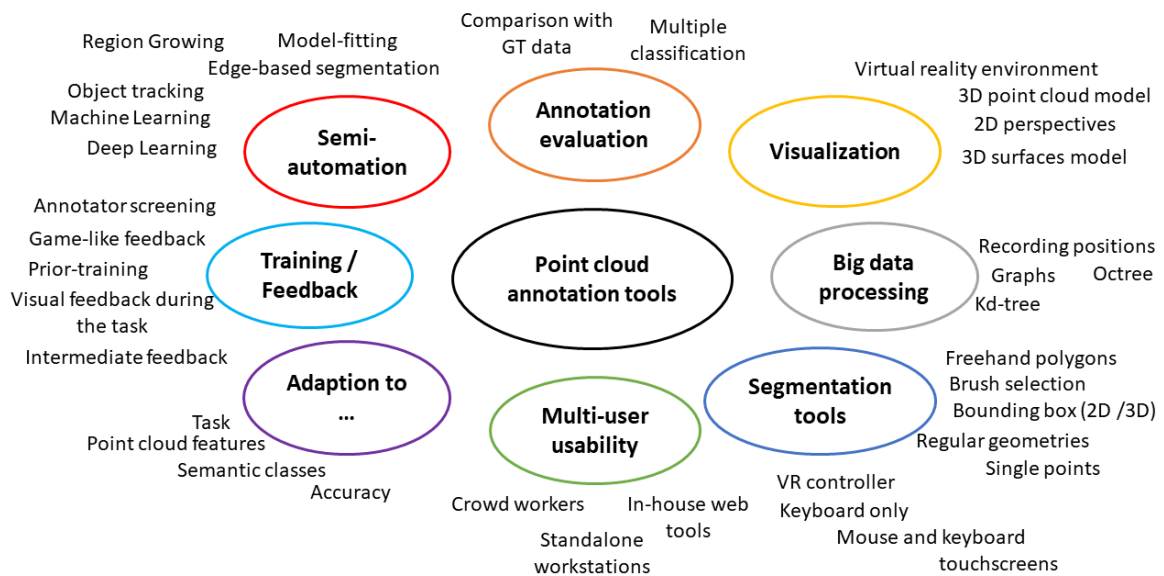 Region Growing
Model-fitting
Edge-based segmentation
Object tracking
Machine Learning
Deep Learning
Semi-
automation
Comparison with
GT data
Multiple
classification
Annotation
evaluation
Virtual reality environment
3D point cloud model
2D perspectives
3D surfaces model
Visualization
Annotator screening
Game-like feedback
Prior-training
Visual feedback during
the task
Intermediate feedback
Training /
Feedback
Point cloud
annotation tools
Big data
processing
Recording positions
Graphs
Octree
Kd-tree
Adaption to
...
Task
Point cloud features
Semantic classes
Accuracy
Multi-user
usability
Crowd workers
In-house web
tools
Standalone
workstations
Segmentation
tools
Freehand polygons
Brush selection
Bounding box (2D /3D)
Regular geometries
Single points
VR controller
Keyboard only
Mouse and keyboard
touchscreens